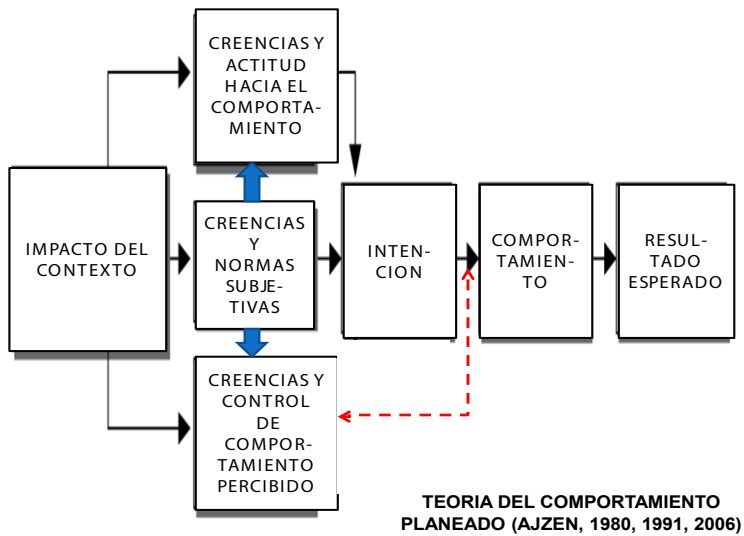 CREENCIAS Y
ACTITUD
HACIA EL
COMPORTA-
MIENTO
IMPACTO DEL
CONTEXTO
CREENCIAS
Y
NORMAS
SUBJE-
TIVAS
INTEN-
CION
COMPOR-
TAMIEN-
TO
RESUL-
TADO
ESPERADO
CREENCIAS Y
CONTROL
DE
COMPOR-
TAMIENTO
PERCIBIDO
TEORIA DEL COMPORTAMIENTO
PLANEADO (AJZEN, 1980, 1991, 2006)